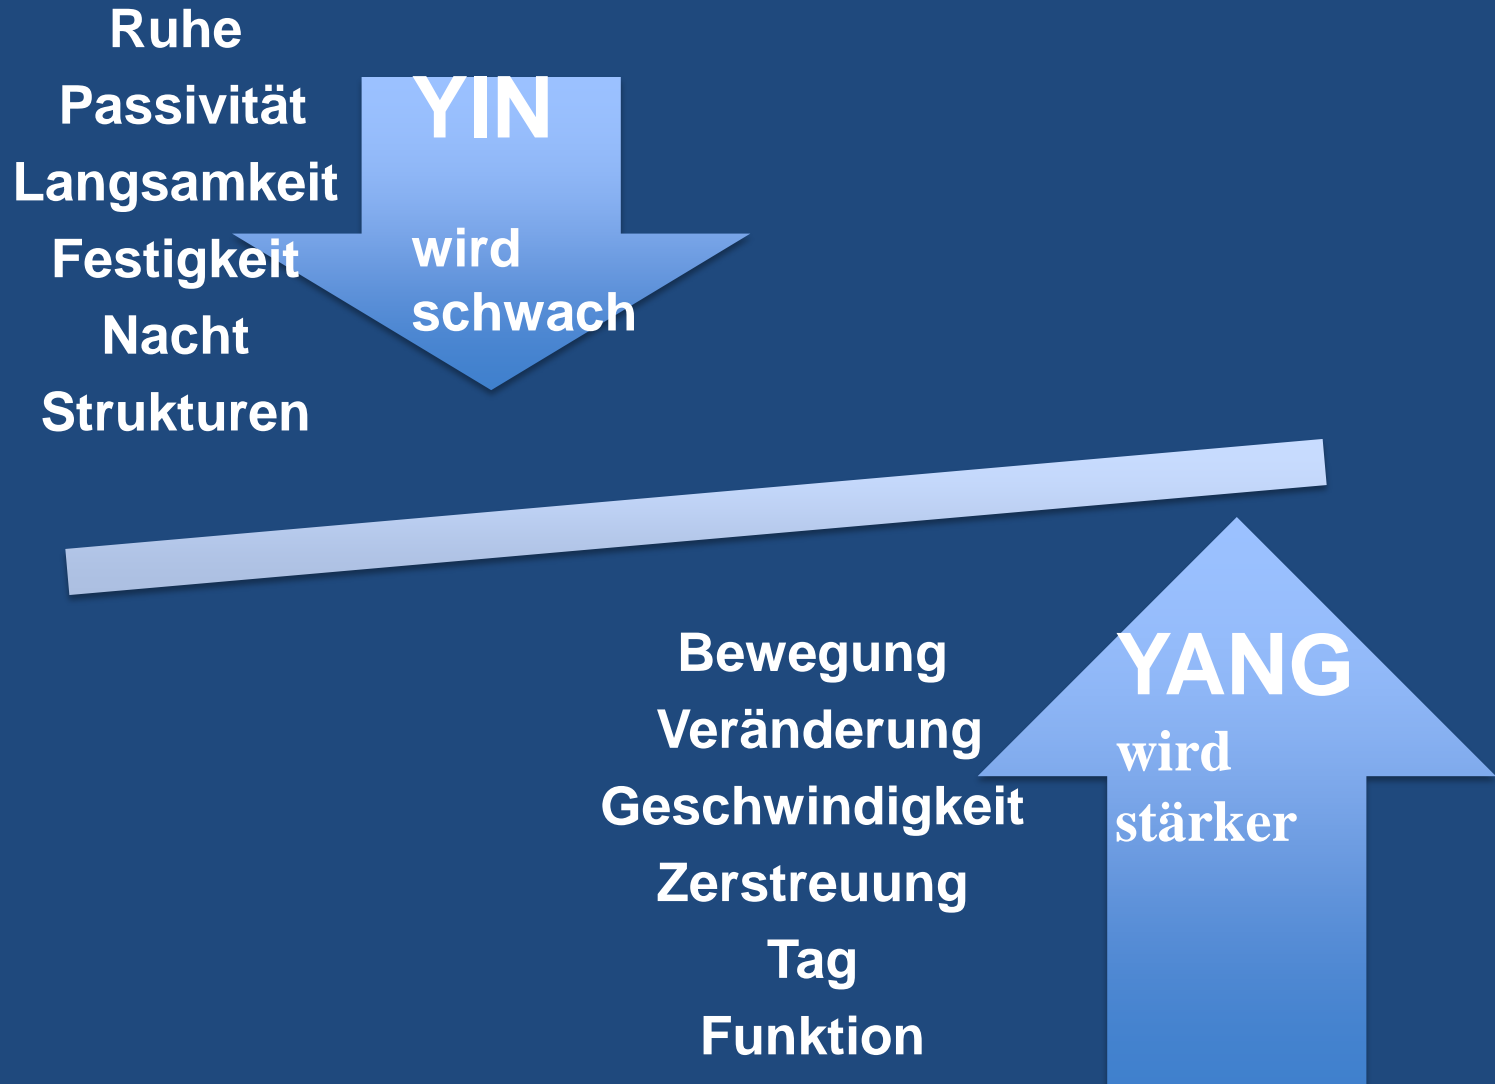 Ruhe
Passivität
Langsamkeit
Festigkeit
Nacht
Strukturen
YIN
wird
schwach
Bewegung
Veränderung
Geschwindigkeit
Zerstreuung
Tag
Funktion
YANG
wird
stärker